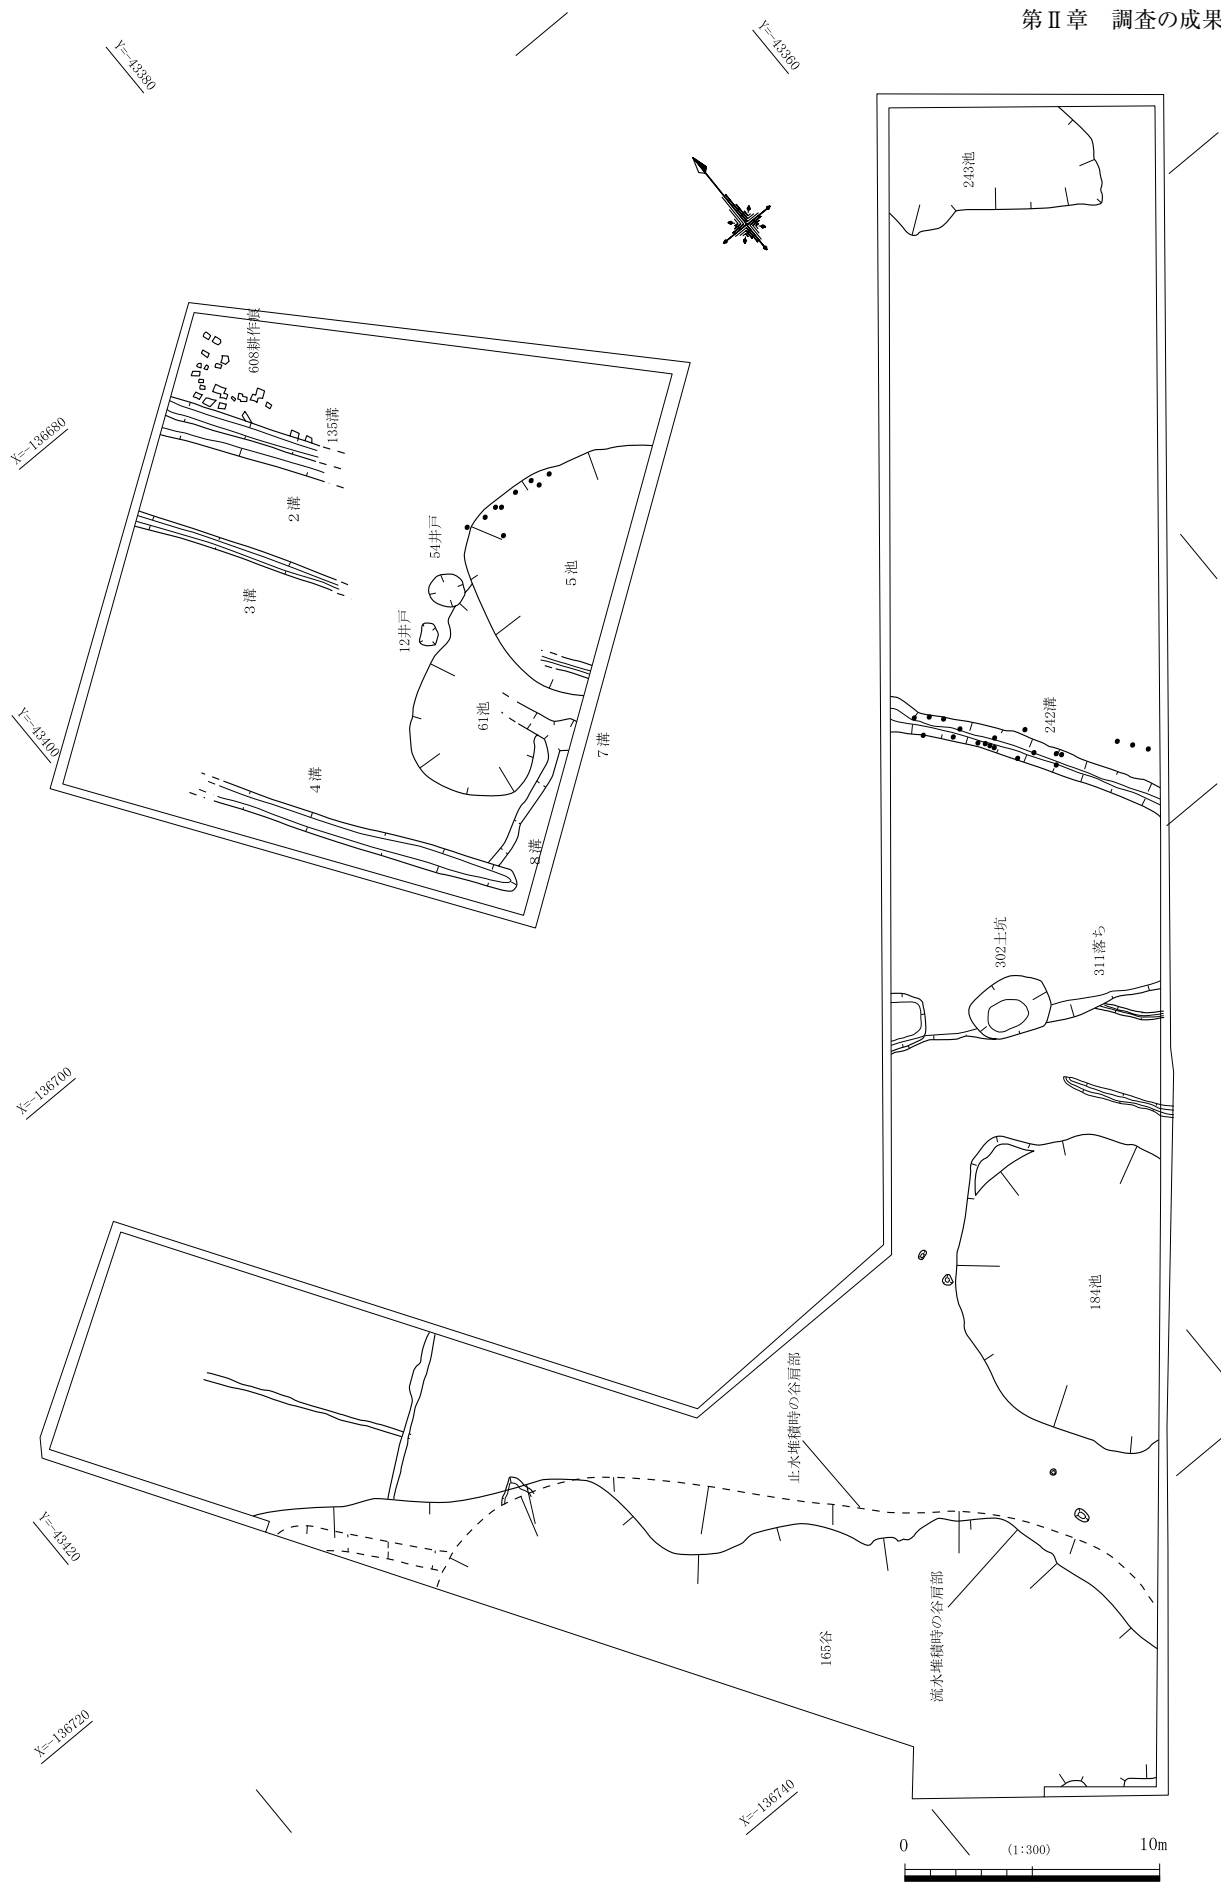 第Ⅱ章　調査の成果
Y=-43380
Y=-43360
243池
608耕作痕
135溝
X=-136680
2溝
54井戸
5池
3溝
12井戸
61池
7溝
242溝
Y=-43400
4溝
8溝
302土坑
311落ち
X=-136700
184池
止水堆積時の谷肩部
Y=-43420
165谷
流水堆積時の谷肩部
X=-136720
X=-136740
0
(1:300)
10m